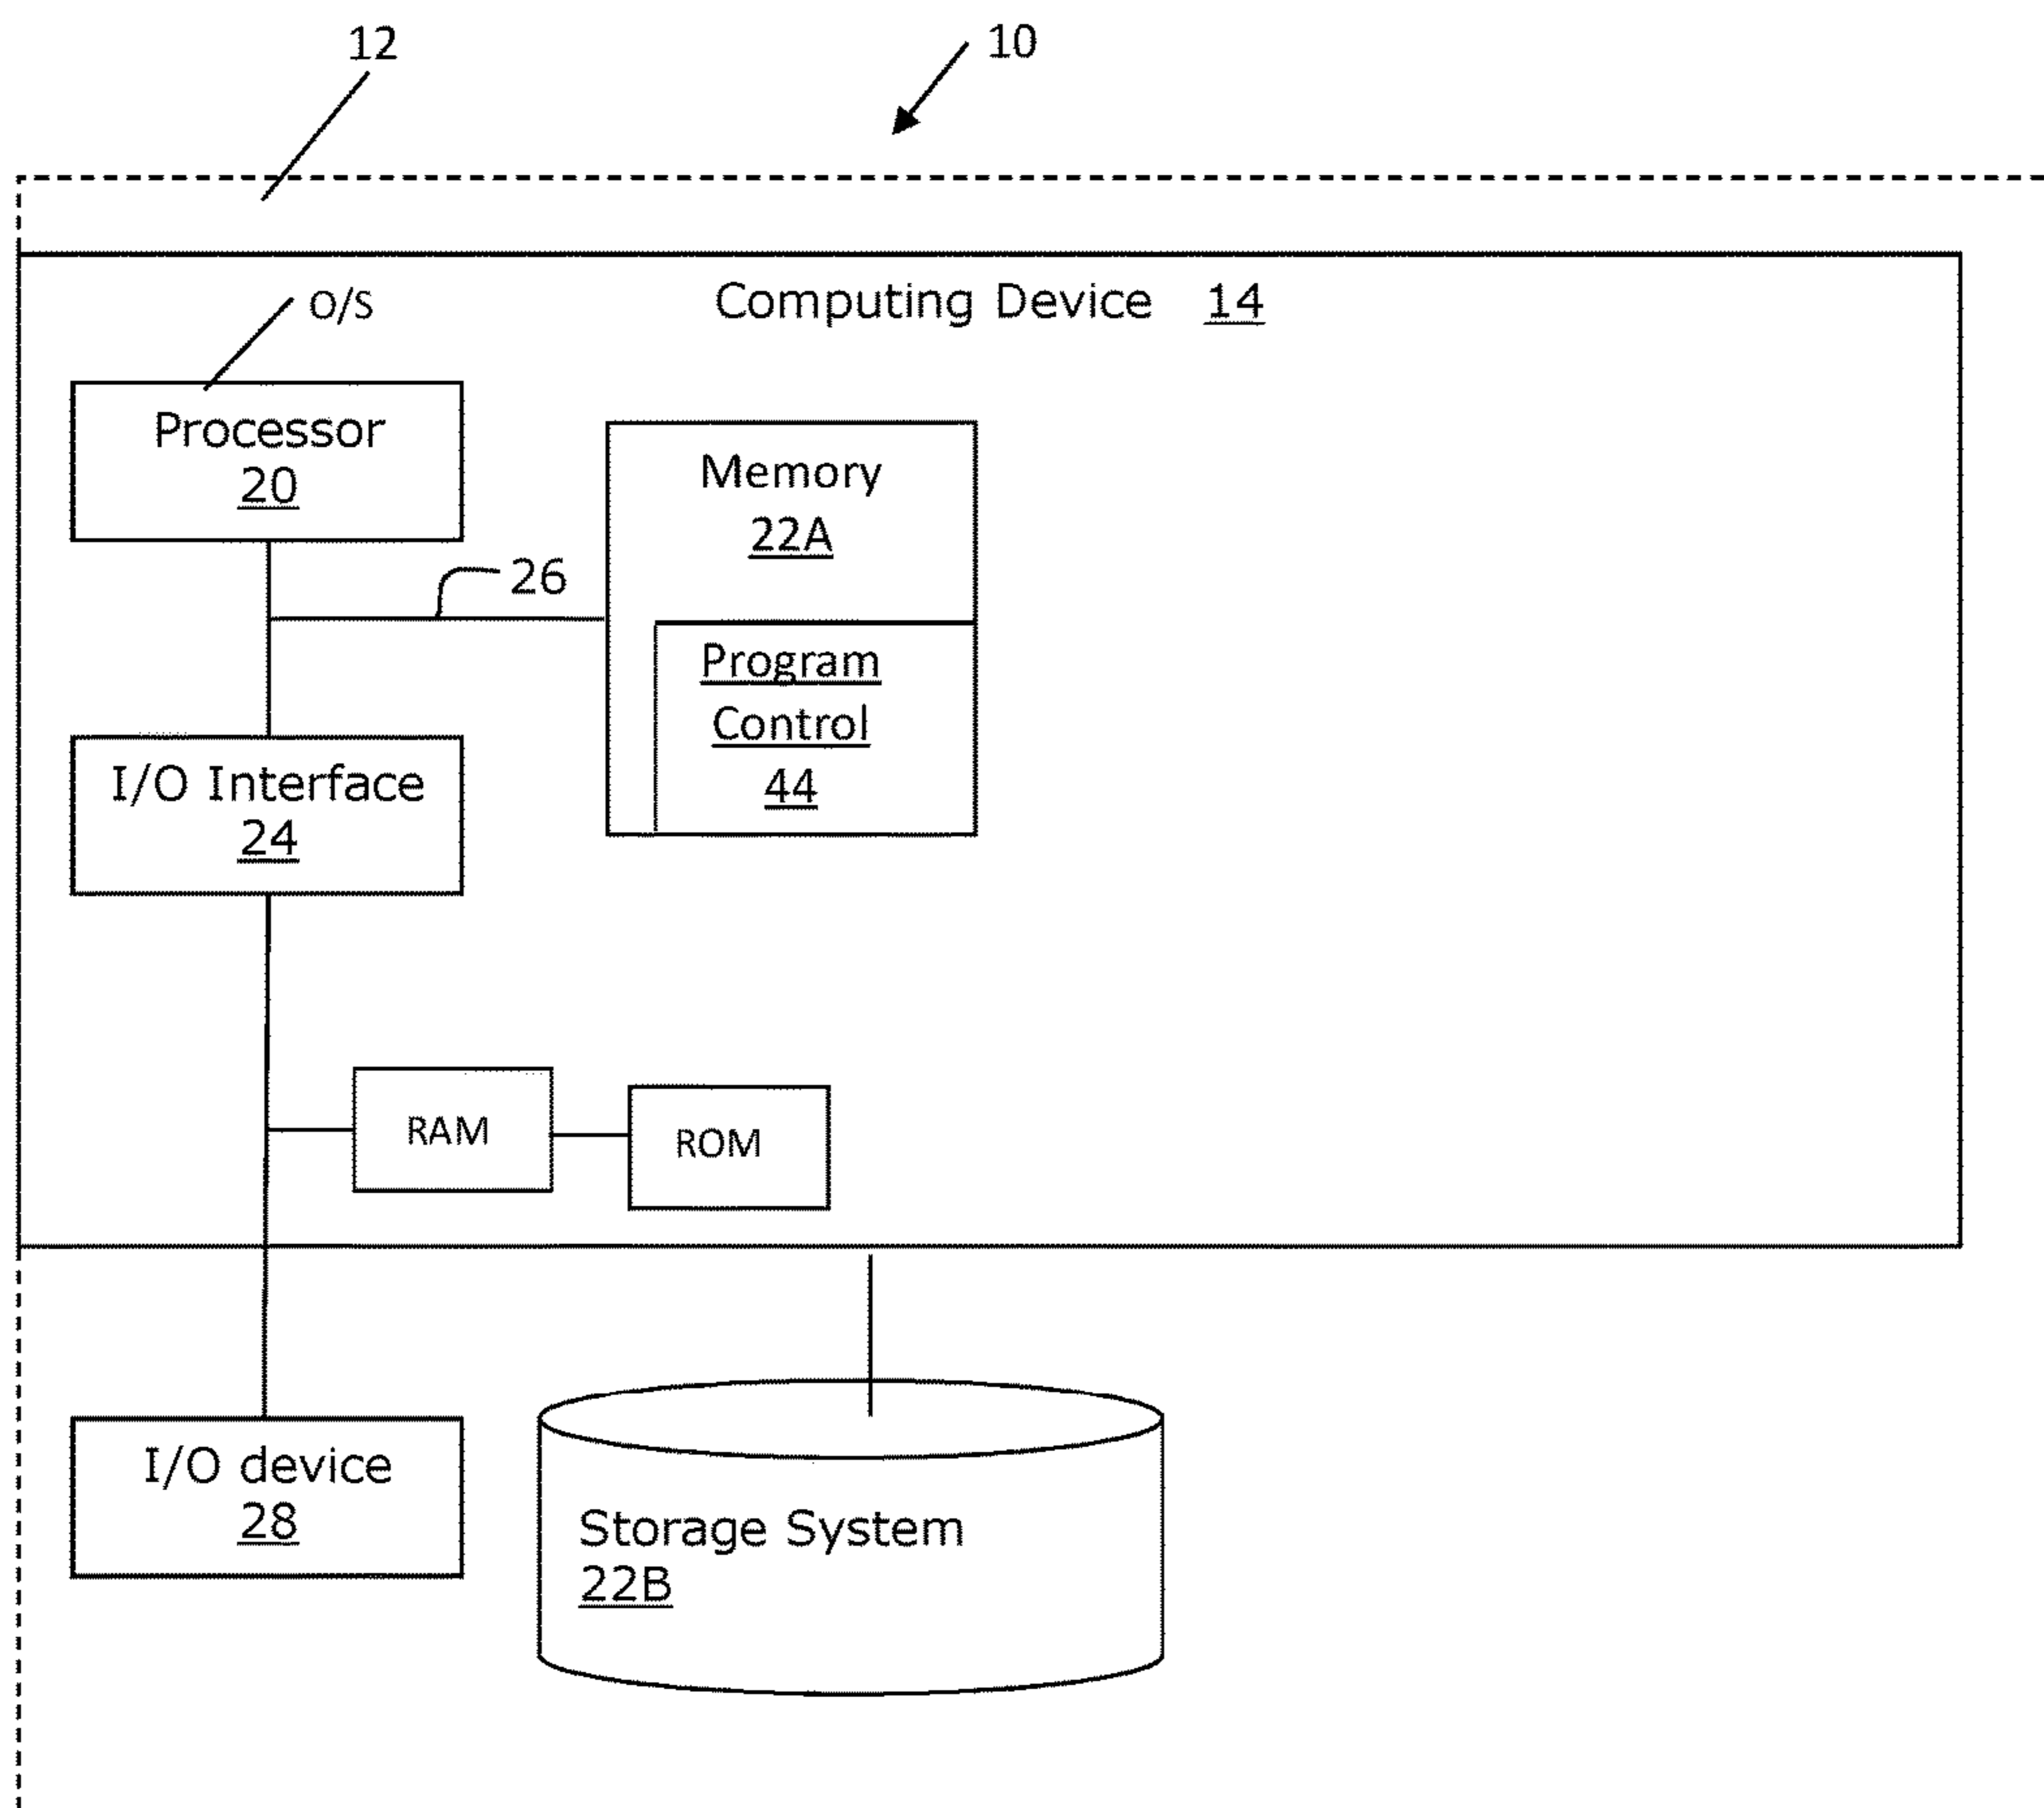 12
10
Computing Device 14
O/S
Processor
20
Memory
22A
26
Program
Control
44
I/O Interface
24
RAM
ROM
I/O device
28
Storage System
22B